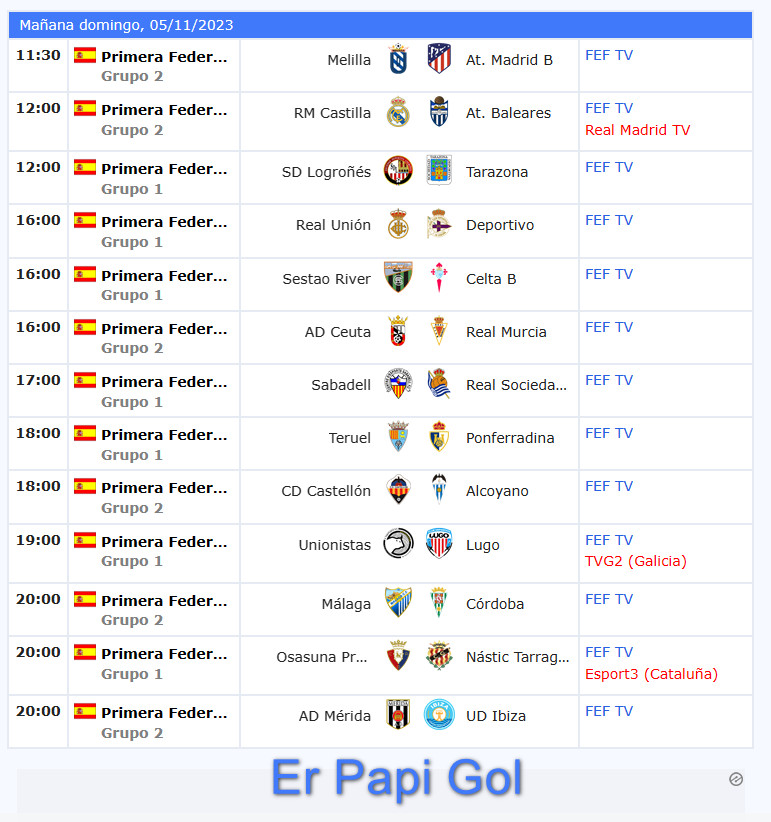 Mañana domingo, 05/11/2023
11:30 Primera Feder... Melilla At. Madrid B FEF TV
Grupo 2
12:00 Primera Feder... RM Castilla At. Baleares FEF TV
Grupo 2 Real Madrid TV
12:00 Primera Feder... SD Logroñés Tarazona FEF TV
Grupo 1
16:00 Primera Feder... Real Unión Deportivo FEF TV
Grupo 1
16:00 Primera Feder... Sestao River Celta B FEF TV
Grupo 1
16:00 Primera Feder... AD Ceuta Real Murcia FEF TV
Grupo 2
17:00 Primera Feder... Sabadell Real Socieda... FEF TV
Grupo 1
18:00 Primera Feder... Teruel Ponferradina FEF TV
Grupo 1
18:00 Primera Feder... CD Castellón Alcoyano FEF TV
Grupo 2
19:00 Primera Feder... Unionistas Lugo FEF TV
Grupo 1 TVG2 (Galicia)
20:00 Primera Feder... Málaga Córdoba FEF TV
Grupo 2
20:00 Primera Feder... Osasuna Pr... Nástic Tarrag... FEF TV
Grupo 1 Esport3 (Cataluña)
20:00 Primera Feder... AD Mérida UD Ibiza FEF TV
Grupo 2
Er Papi Gol